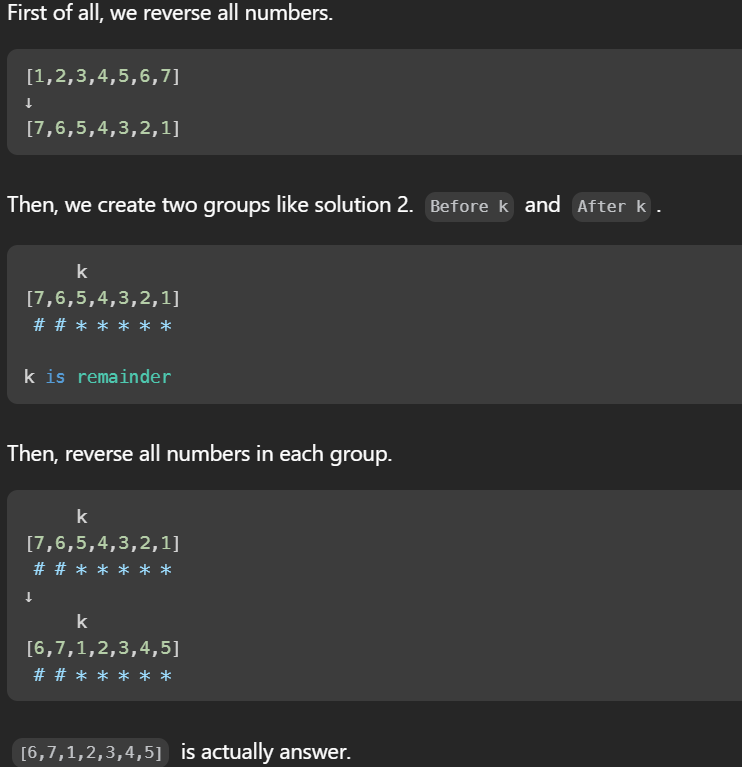 First of all, we reverse all numbers.
[1,2,3,4,5,6,7]
↓
[7,6,5,4,3,2,1]
Then, we create two groups like solution 2. Before k and After k .
k
[7,6,5,4,3,2,1]
# # * * * * *
k is remainder
Then, reverse all numbers in each group.
k
[7,6,5,4,3,2,1]
# # * * * * *
↓
k
[6,7,1,2,3,4,5]
# # * * * * *
[6,7,1,2,3,4,5] is actually answer.